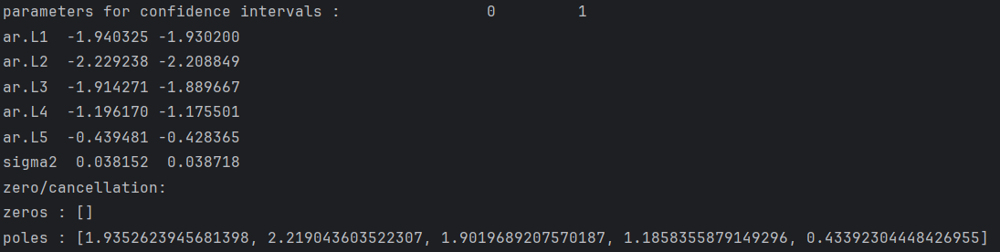 parameters for confidence intervals :                 0         1
ar.L1  -1.940325 -1.930200
ar.L2  -2.229238 -2.208849
ar.L3  -1.914271 -1.889667
ar.L4  -1.196170 -1.175501
ar.L5  -0.439481 -0.428365
sigma2  0.038152  0.038718
zero/cancellation:
zeros : []
poles : [1.9352623945681398, 2.219043603522307, 1.9019689207570187, 1.1858355879149296, 0.43392304448426955]